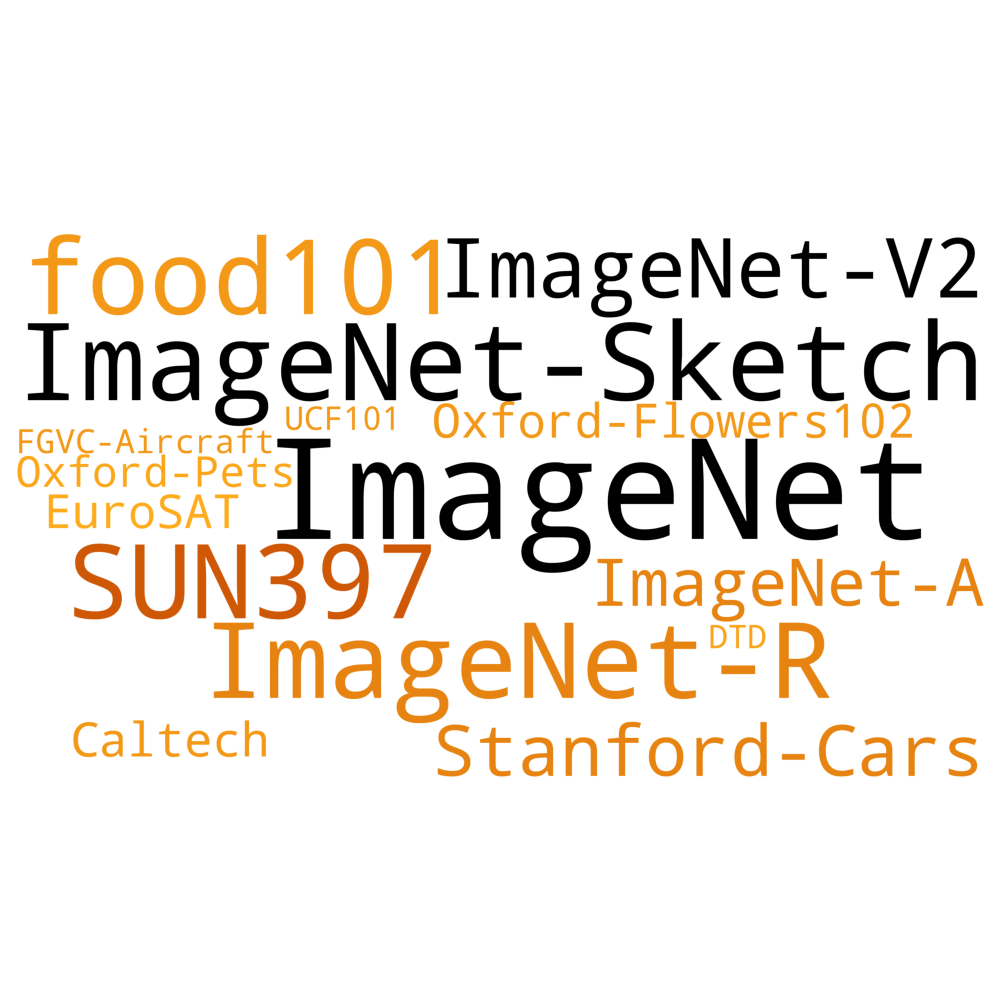 food101
ImageNet-V2
ImageNet-Sketch
UCF101
Oxford-Flowers102
FGVC-Aircraft
Oxford-Pets
ImageNet
EuroSAT
SUN397
ImageNet-A
ImageNet-R
DTD
Caltech
Stanford-Cars